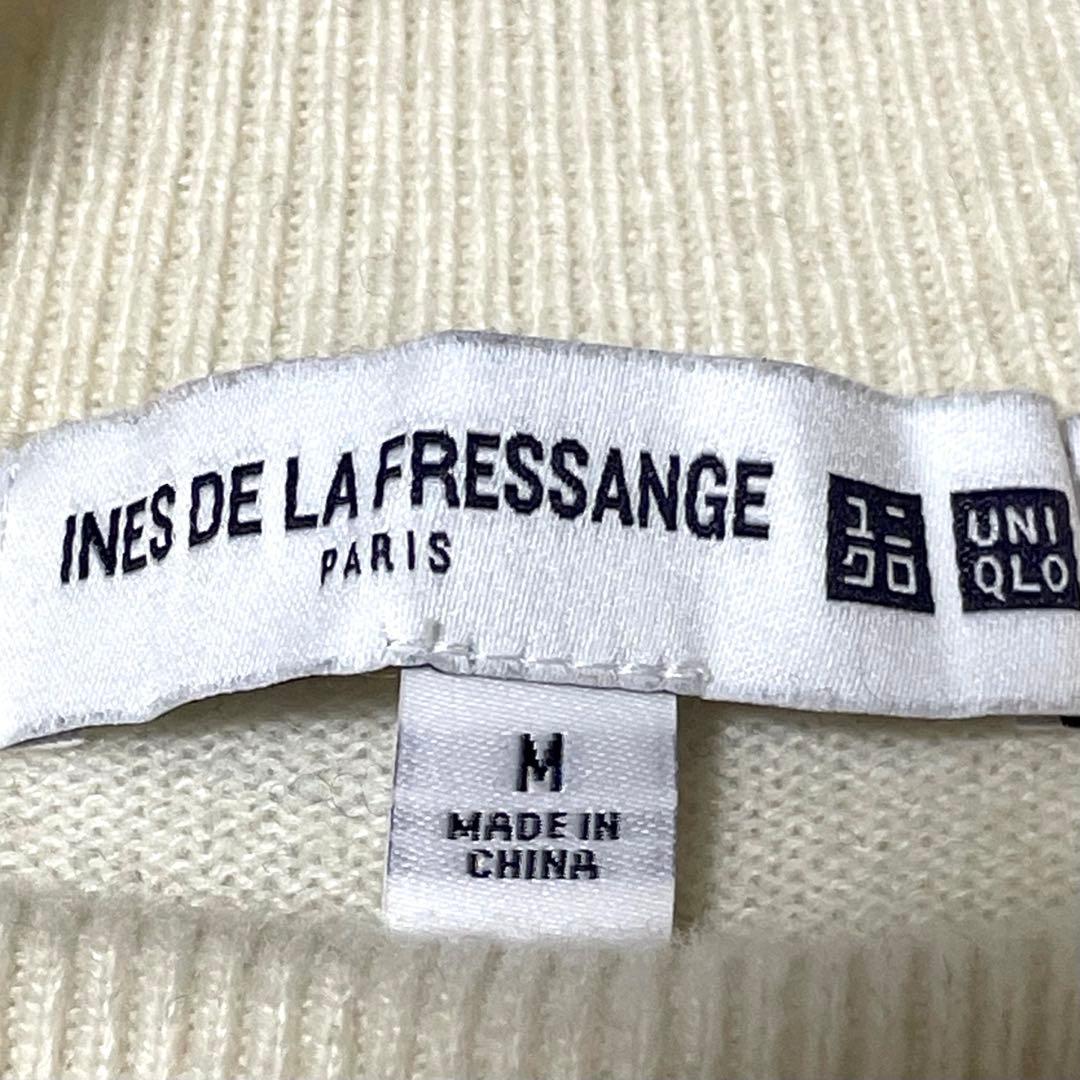 INES DE LA FRESSANGE
PARIS
ユニ
クロ
UNI
QLO
M
MADE IN
CHINA